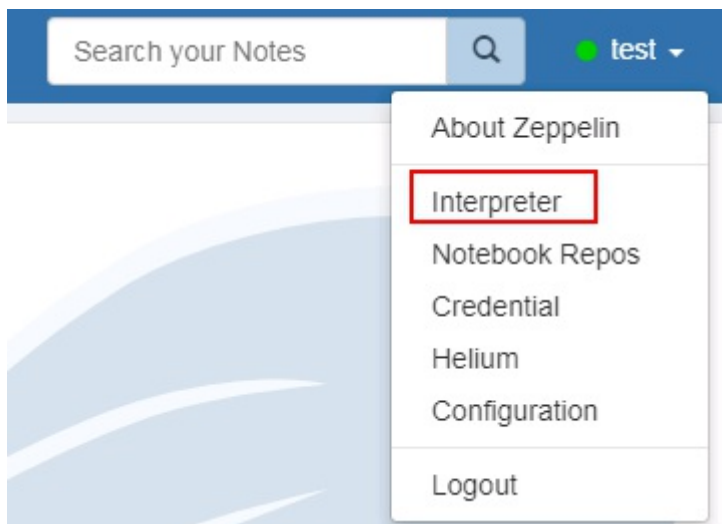 Search your Notes
test
About Zeppelin
Interpreter
Notebook Repos
Credential
Helium
Configuration
Logout